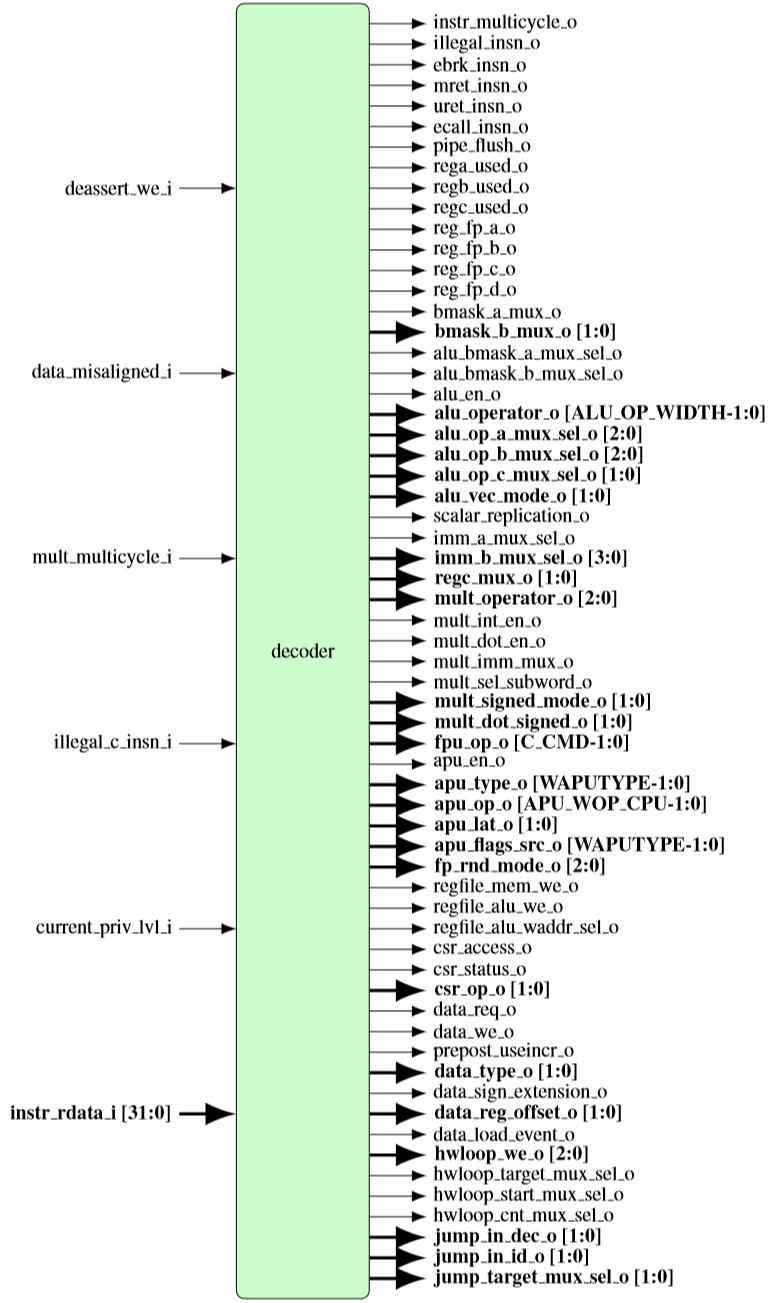 deassert_we_i
data_misaligned_i
mult_multicycle_i
illegal_c_insn_i
current_priv_lvl_i
instr_rdata_i [31:0]
decoder
instr_multicycle_o
illegal_insn_o
ebrk_insn_o
mret_insn_o
uret_insn_o
ecall_insn_o
pipe_flush_o
rega_used_o
regb_used_o
regc_used_o
reg_fp_a_o
reg_fp_b_o
reg_fp_c_o
reg_fp_d_o
bmask_a_mux_o
bmask_b_mux_o [1:0]
alu_bmask_a_mux_sel_o
alu_bmask_b_mux_sel_o
alu_en_o
alu_operator_o [ALU_OP_WIDTH-1:0]
alu_op_a_mux_sel_o [2:0]
alu_op_b_mux_sel_o [2:0]
alu_op_c_mux_sel_o [1:0]
alu_vec_mode_o [1:0]
scalar_replication_o
imm_a_mux_sel_o
imm_b_mux_sel_o [3:0]
regc_mux_o [1:0]
mult_operator_o [2:0]
mult_int_en_o
mult_dot_en_o
mult_imm_mux_o
mult_sel_subword_o
mult_signed_mode_o [1:0]
mult_dot_signed_o [1:0]
fpu_op_o [C_CMD-1:0]
apu_en_o
apu_type_o [WAPUTYPE-1:0]
apu_op_o [APU_WOP_CPU-1:0]
apu_lat_o [1:0]
apu_flags_src_o [WAPUTYPE-1:0]
fp_rnd_mode_o [2:0]
regfile_mem_we_o
regfile_alu_we_o
regfile_alu_waddr_sel_o
csr_access_o
csr_status_o
csr_op_o [1:0]
data_req_o
data_we_o
prepost_useincr_o
data_type_o [1:0]
data_sign_extension_o
data_reg_offset_o [1:0]
data_load_event_o
hwloop_we_o [2:0]
hwloop_target_mux_sel_o
hwloop_start_mux_sel_o
hwloop_cnt_mux_sel_o
jump_in_dec_o [1:0]
jump_in_id_o [1:0]
jump_target_mux_sel_o [1:0]